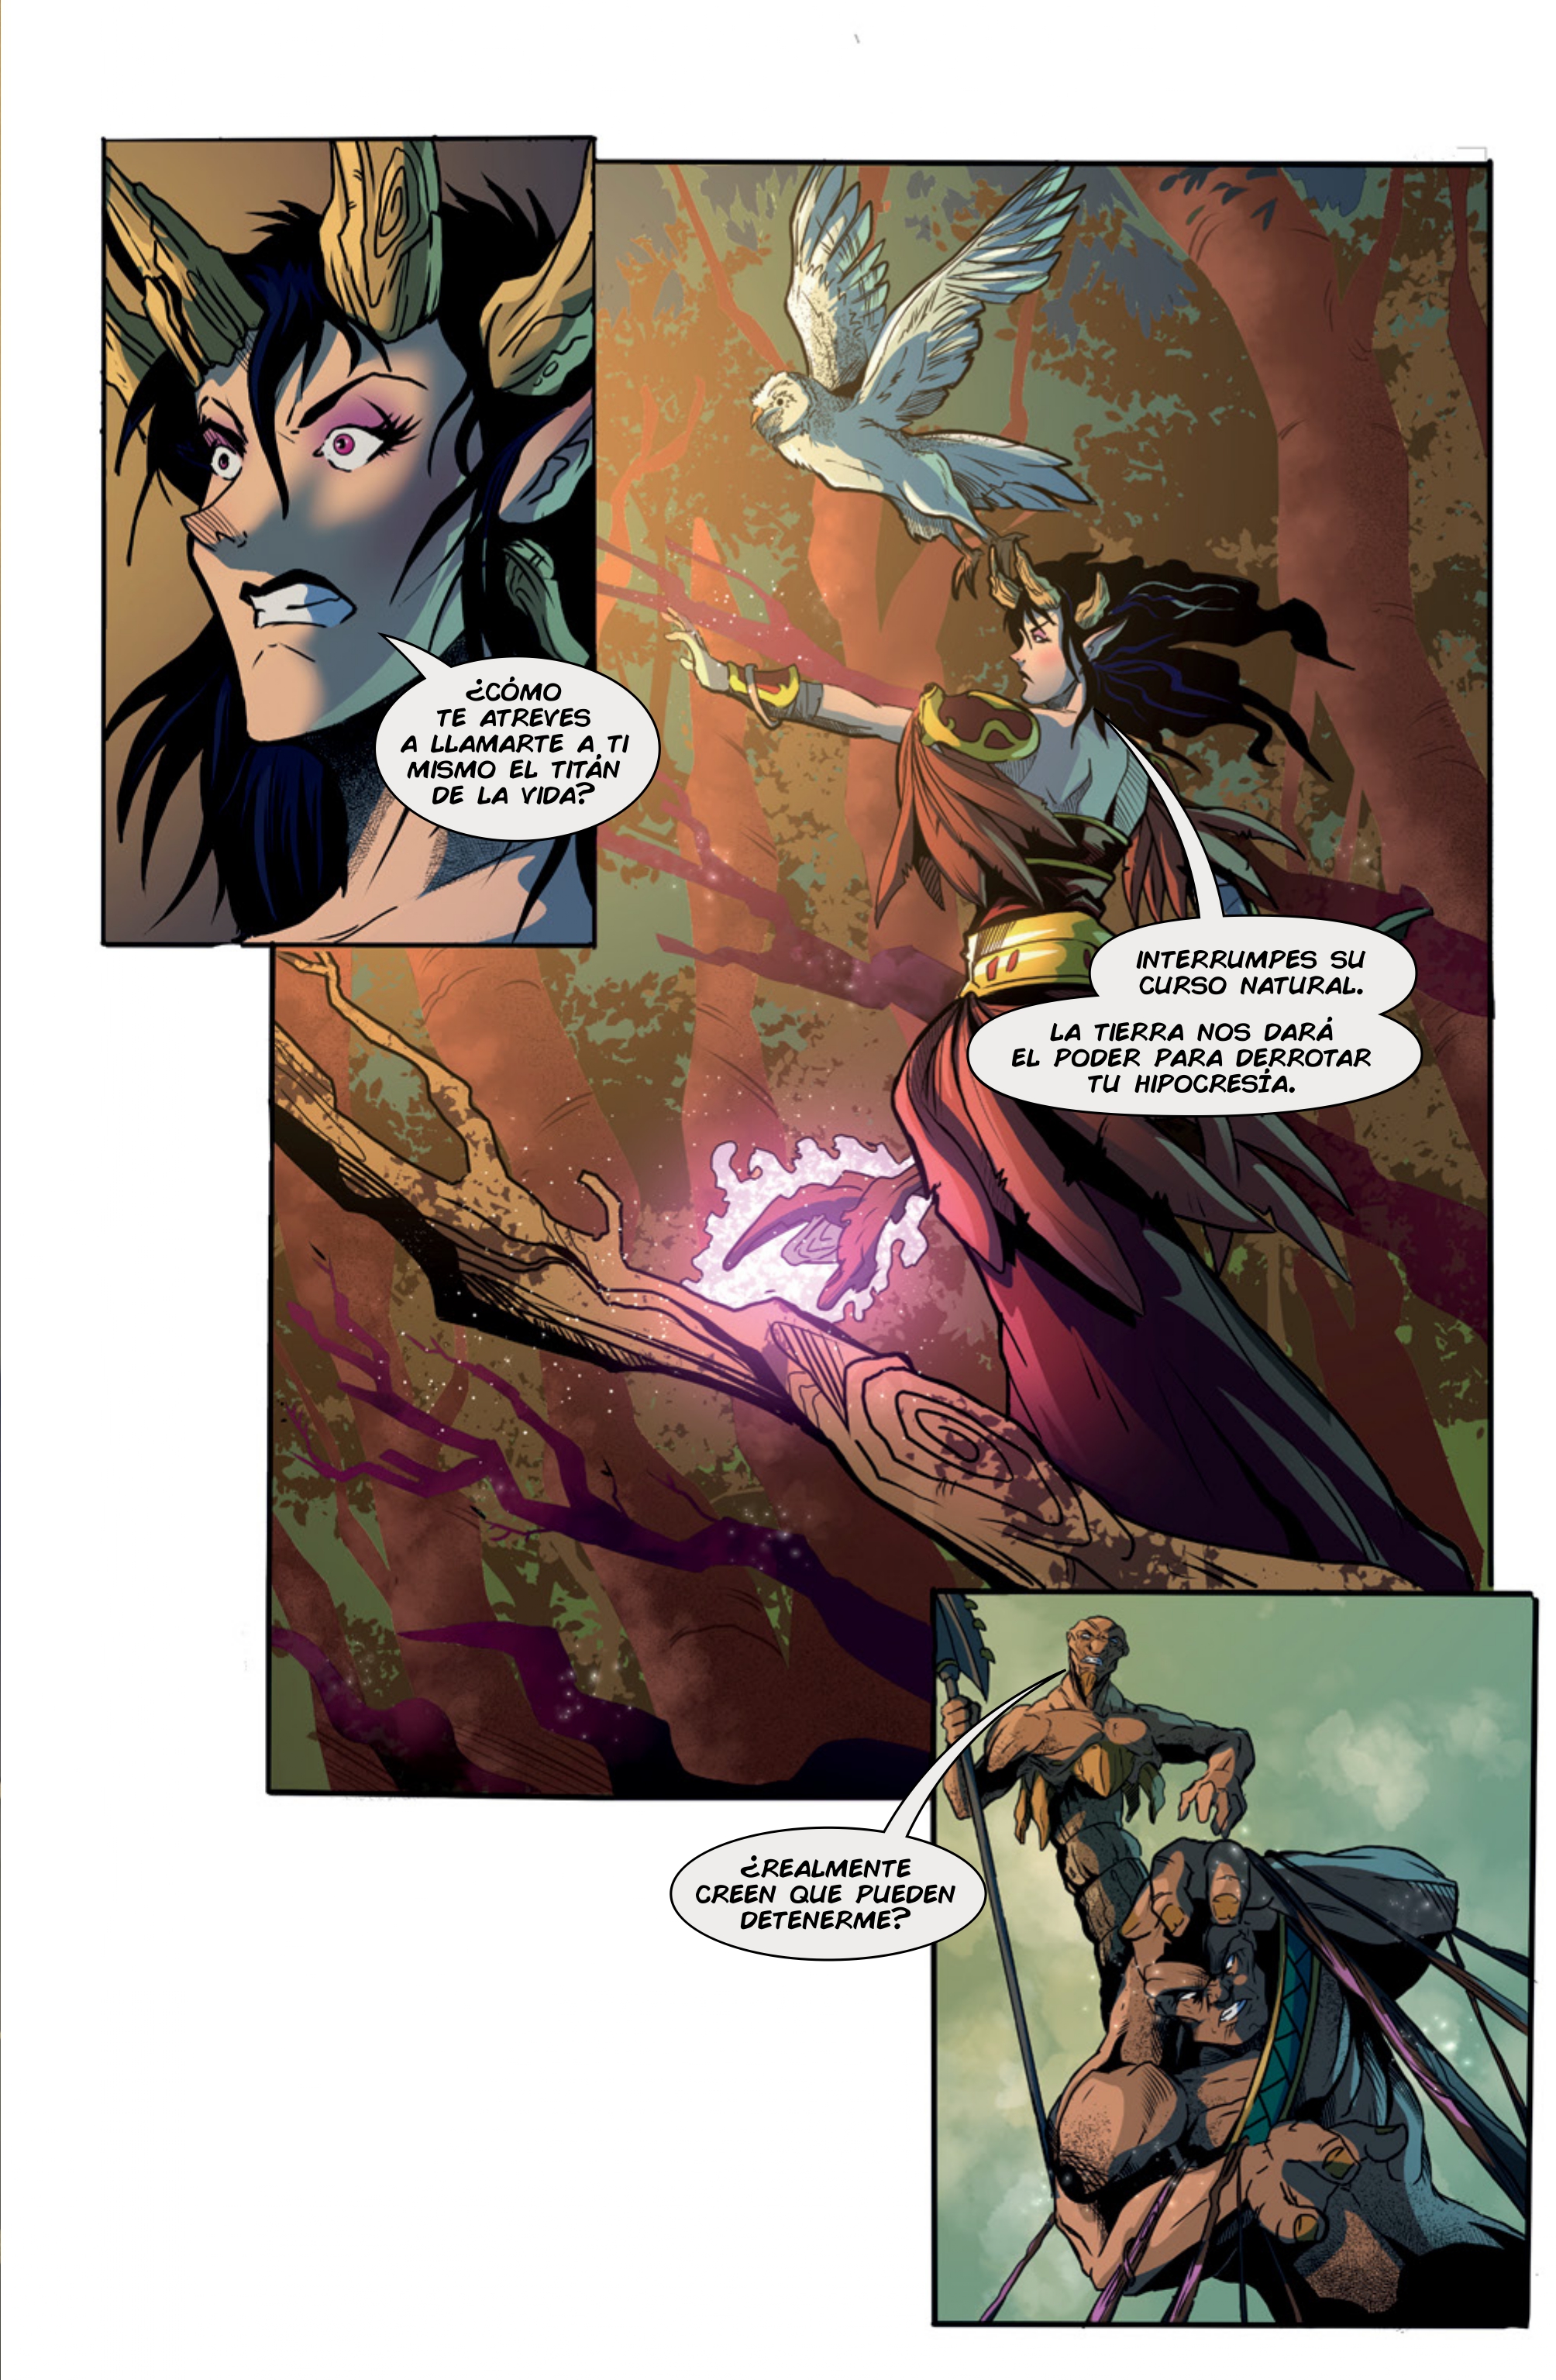 ¿CÓMO
TE ATREVES
A LLAMARTE A TI
MISMO EL TITÁN
DE LA VIDA?
INTERRUMPES SU
CURSO NATURAL.
LA TIERRA NOS DARÁ
EL PODER PARA DERROTAR
TU HIPOCRESÍA.
¿REALMENTE
CREEN QUE PUEDEN
DETENERME?